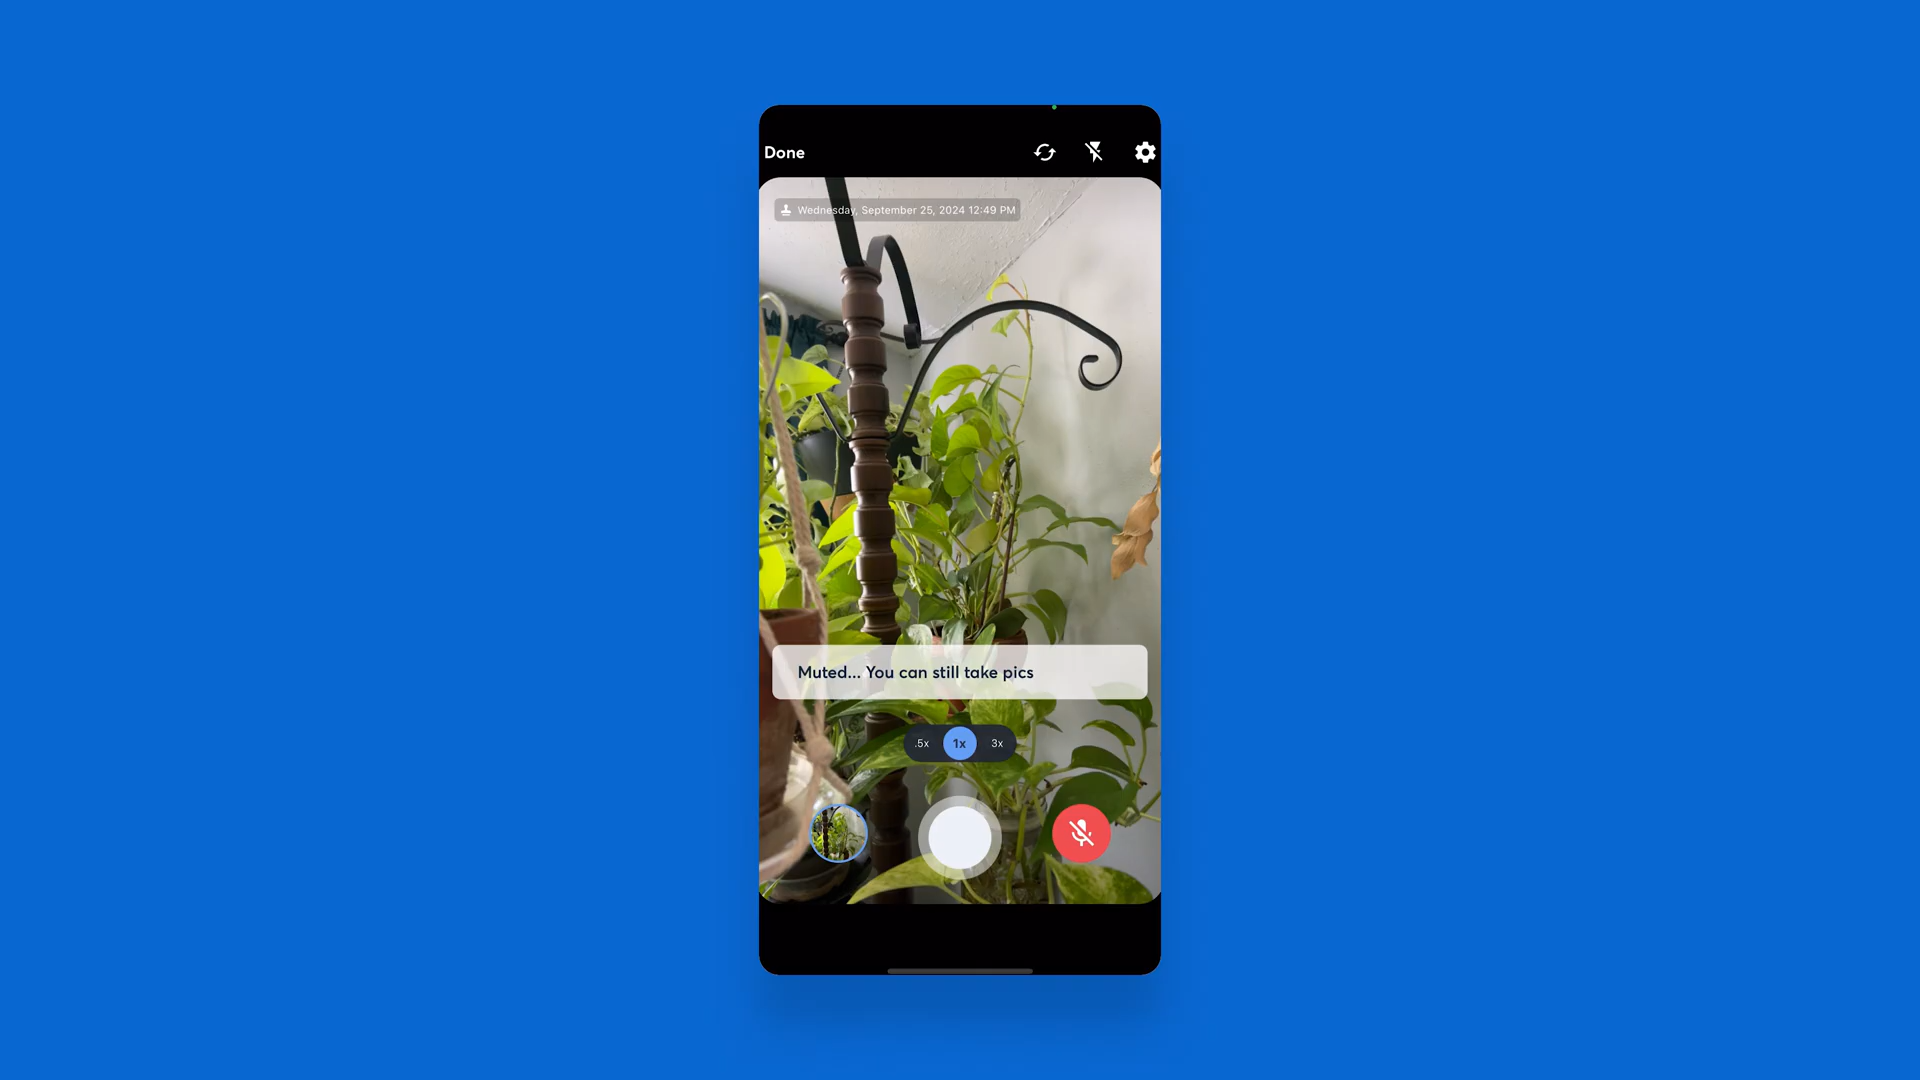 Done
Wednesday, September 25, 2024 12:49 PM
Muted... You can still take pics
.5x
1x
3x